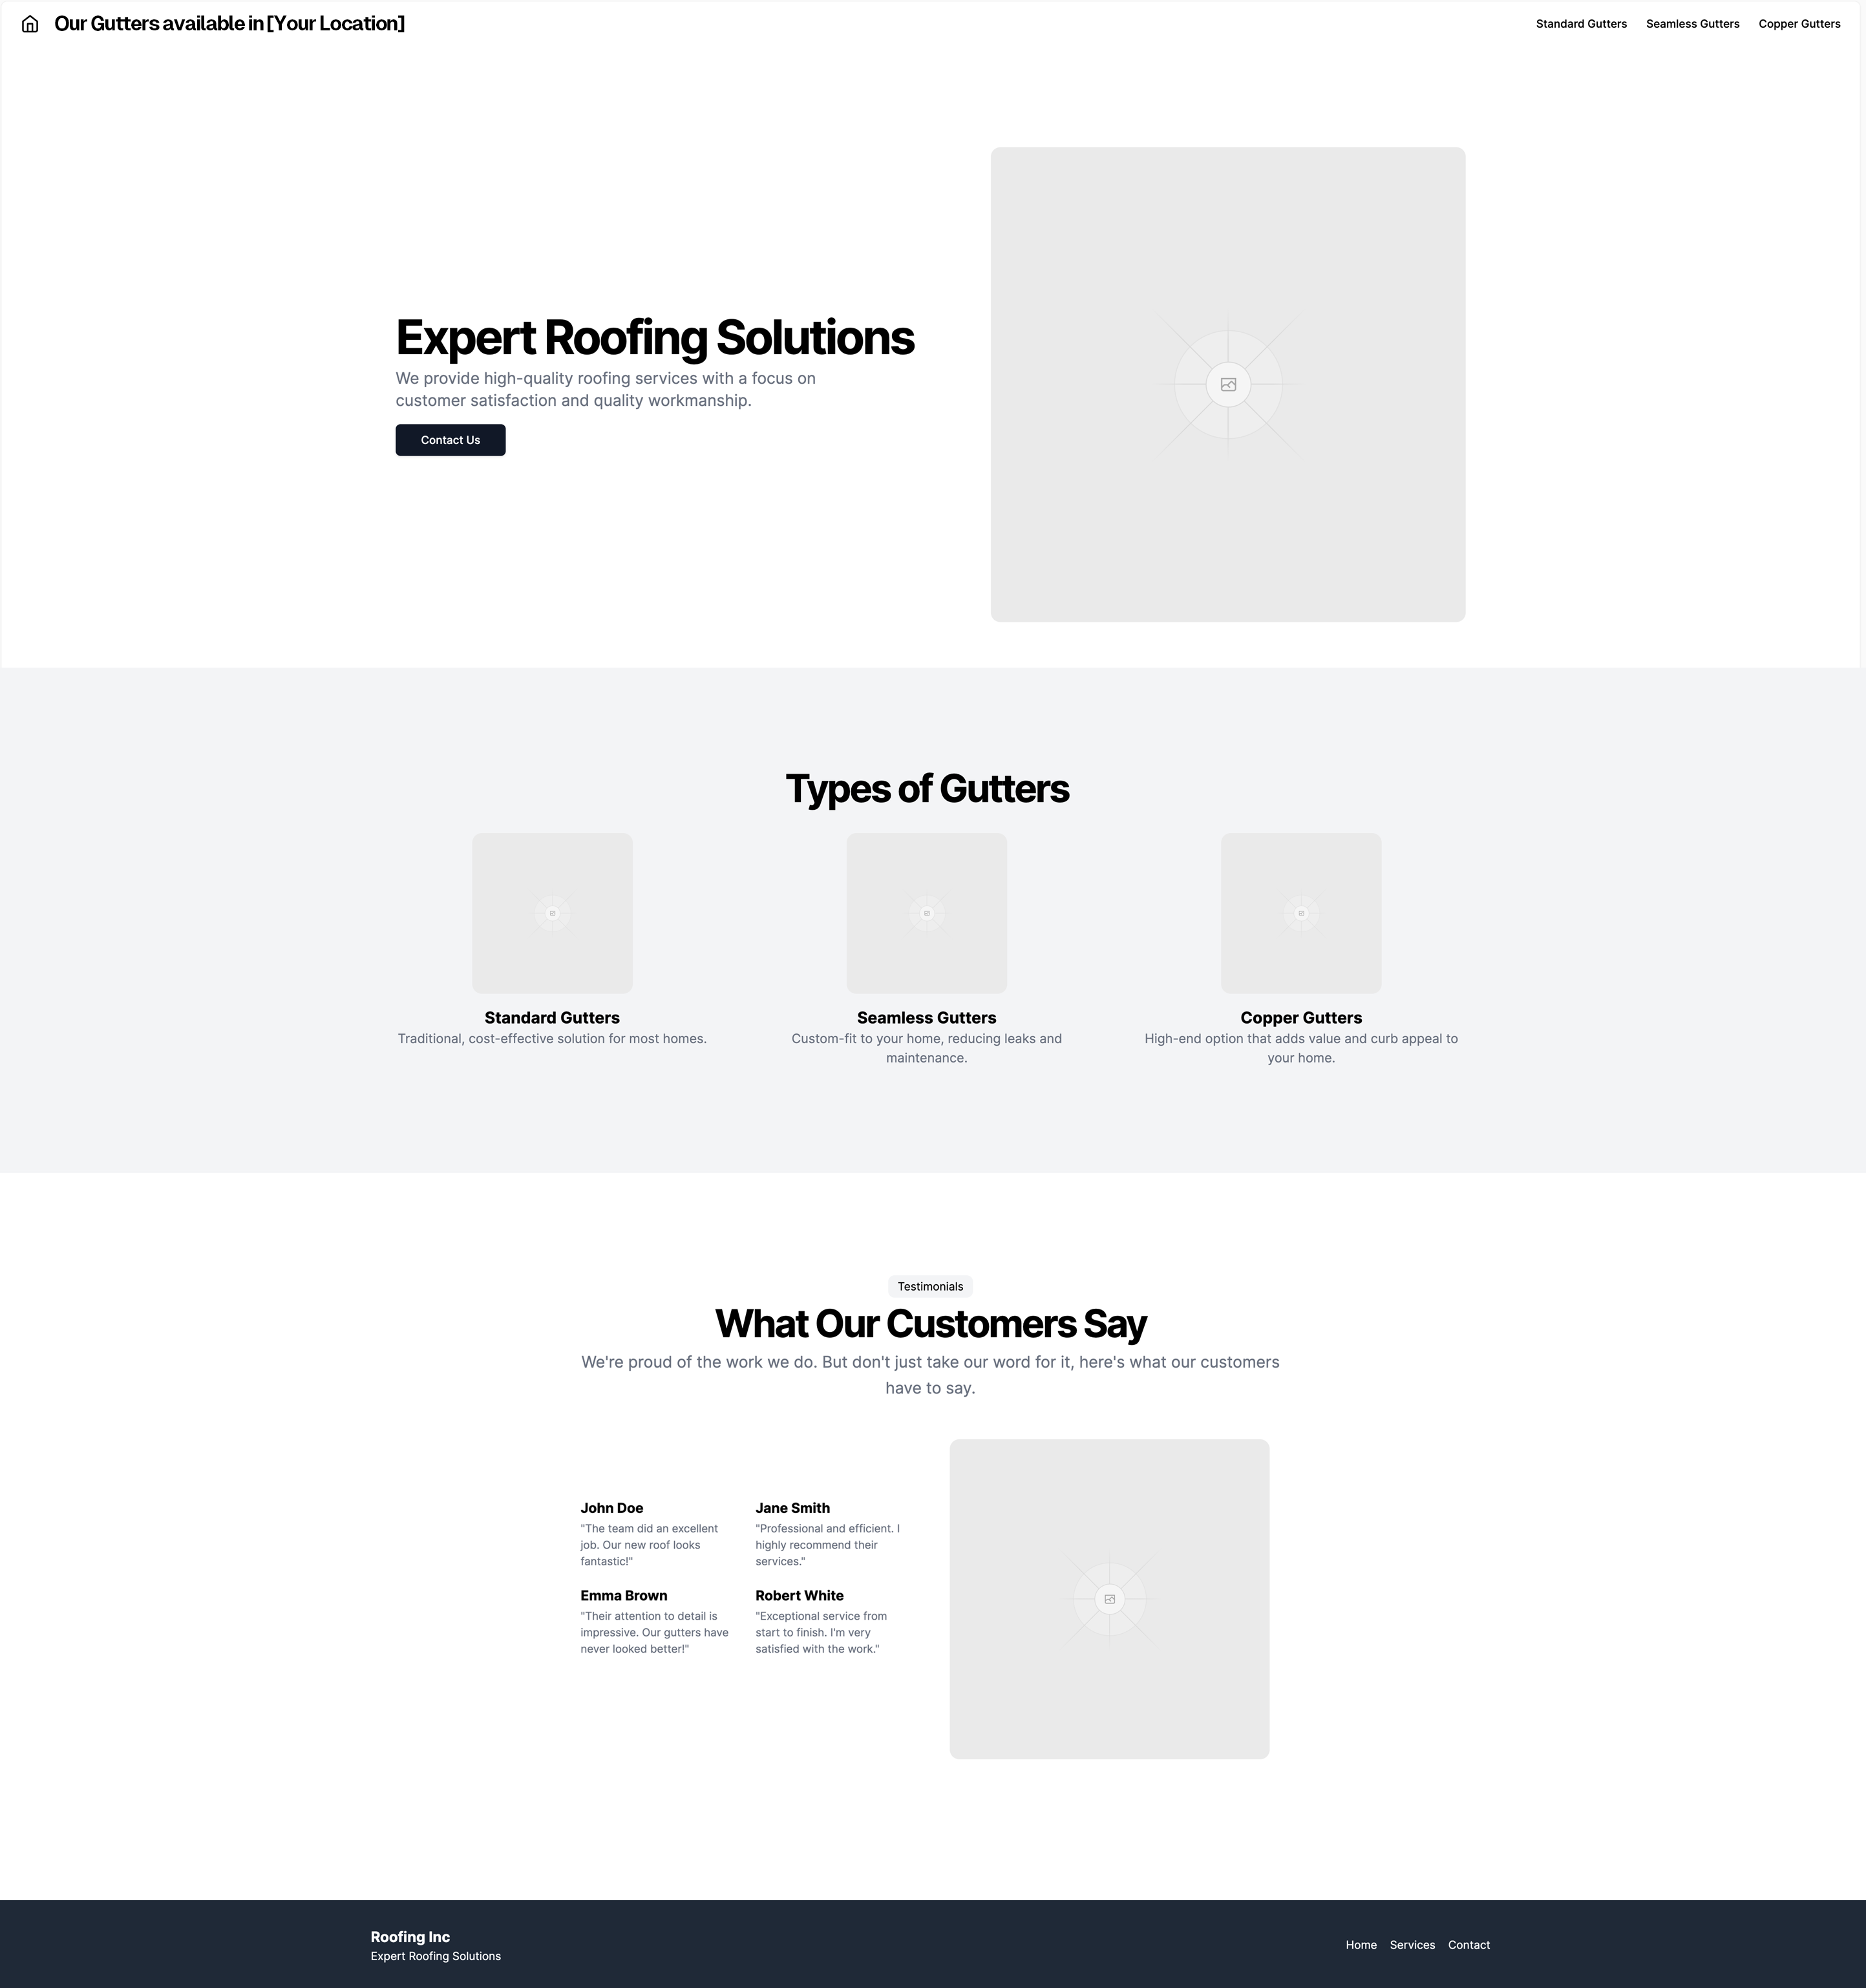 Our Gutters available in [Your Location]
Standard Gutters
Seamless Gutters
Copper Gutters
Expert Roofing Solutions
We provide high-quality roofing services with a focus on
customer satisfaction and quality workmanship.
Contact Us
Types of Gutters
Standard Gutters
Traditional, cost-effective solution for most homes.
Seamless Gutters
Custom-fit to your home, reducing leaks and
maintenance.
Copper Gutters
High-end option that adds value and curb appeal to
your home.
Testimonials
What Our Customers Say
We're proud of the work we do. But don't just take our word for it, here's what our customers
have to say.
John Doe
"The team did an excellent
job. Our new roof looks
fantastic!"
Jane Smith
"Professional and efficient. I
highly recommend their
services."
Emma Brown
"Their attention to detail is
impressive. Our gutters have
never looked better!"
Robert White
"Exceptional service from
start to finish. I'm very
satisfied with the work."
Roofing Inc
Expert Roofing Solutions
Home
Services
Contact